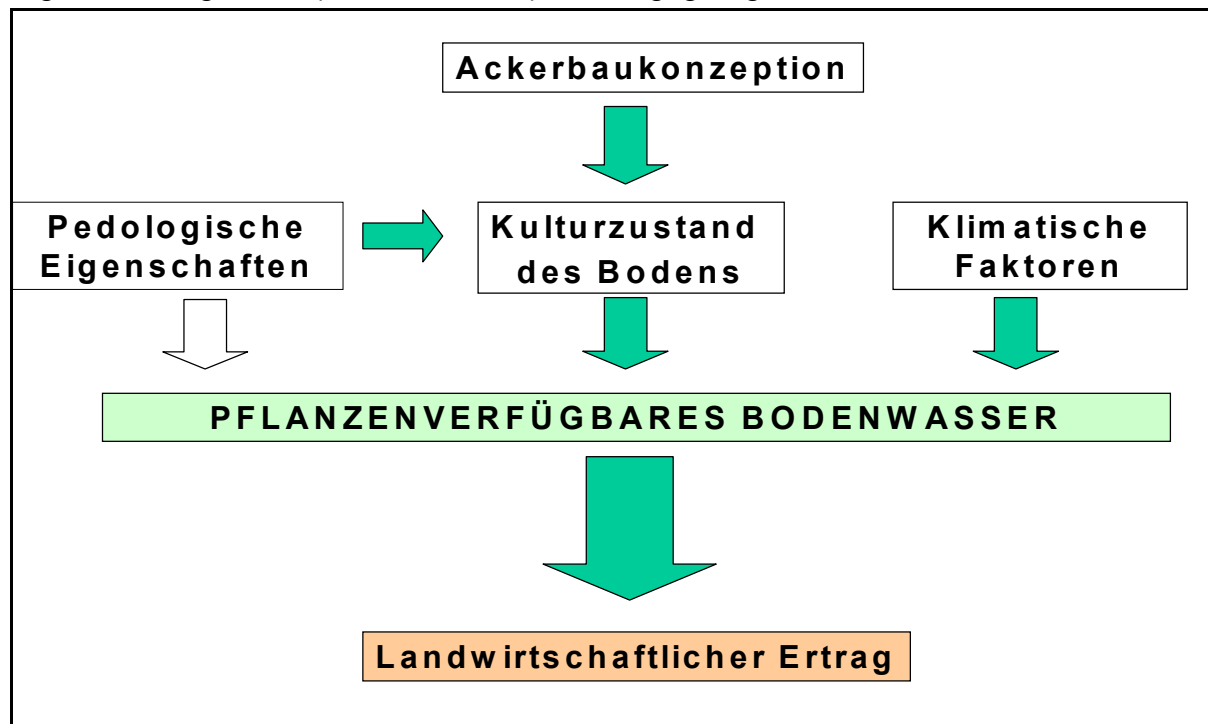 Ackerbaukonzeption
Pedologische
Eigenschaften
Kulturzustand
des Bodens
Klimatische
Faktoren
PFLANZENVERFÜGBARES BODENWASSER
Landwirtschaftlicher Ertrag